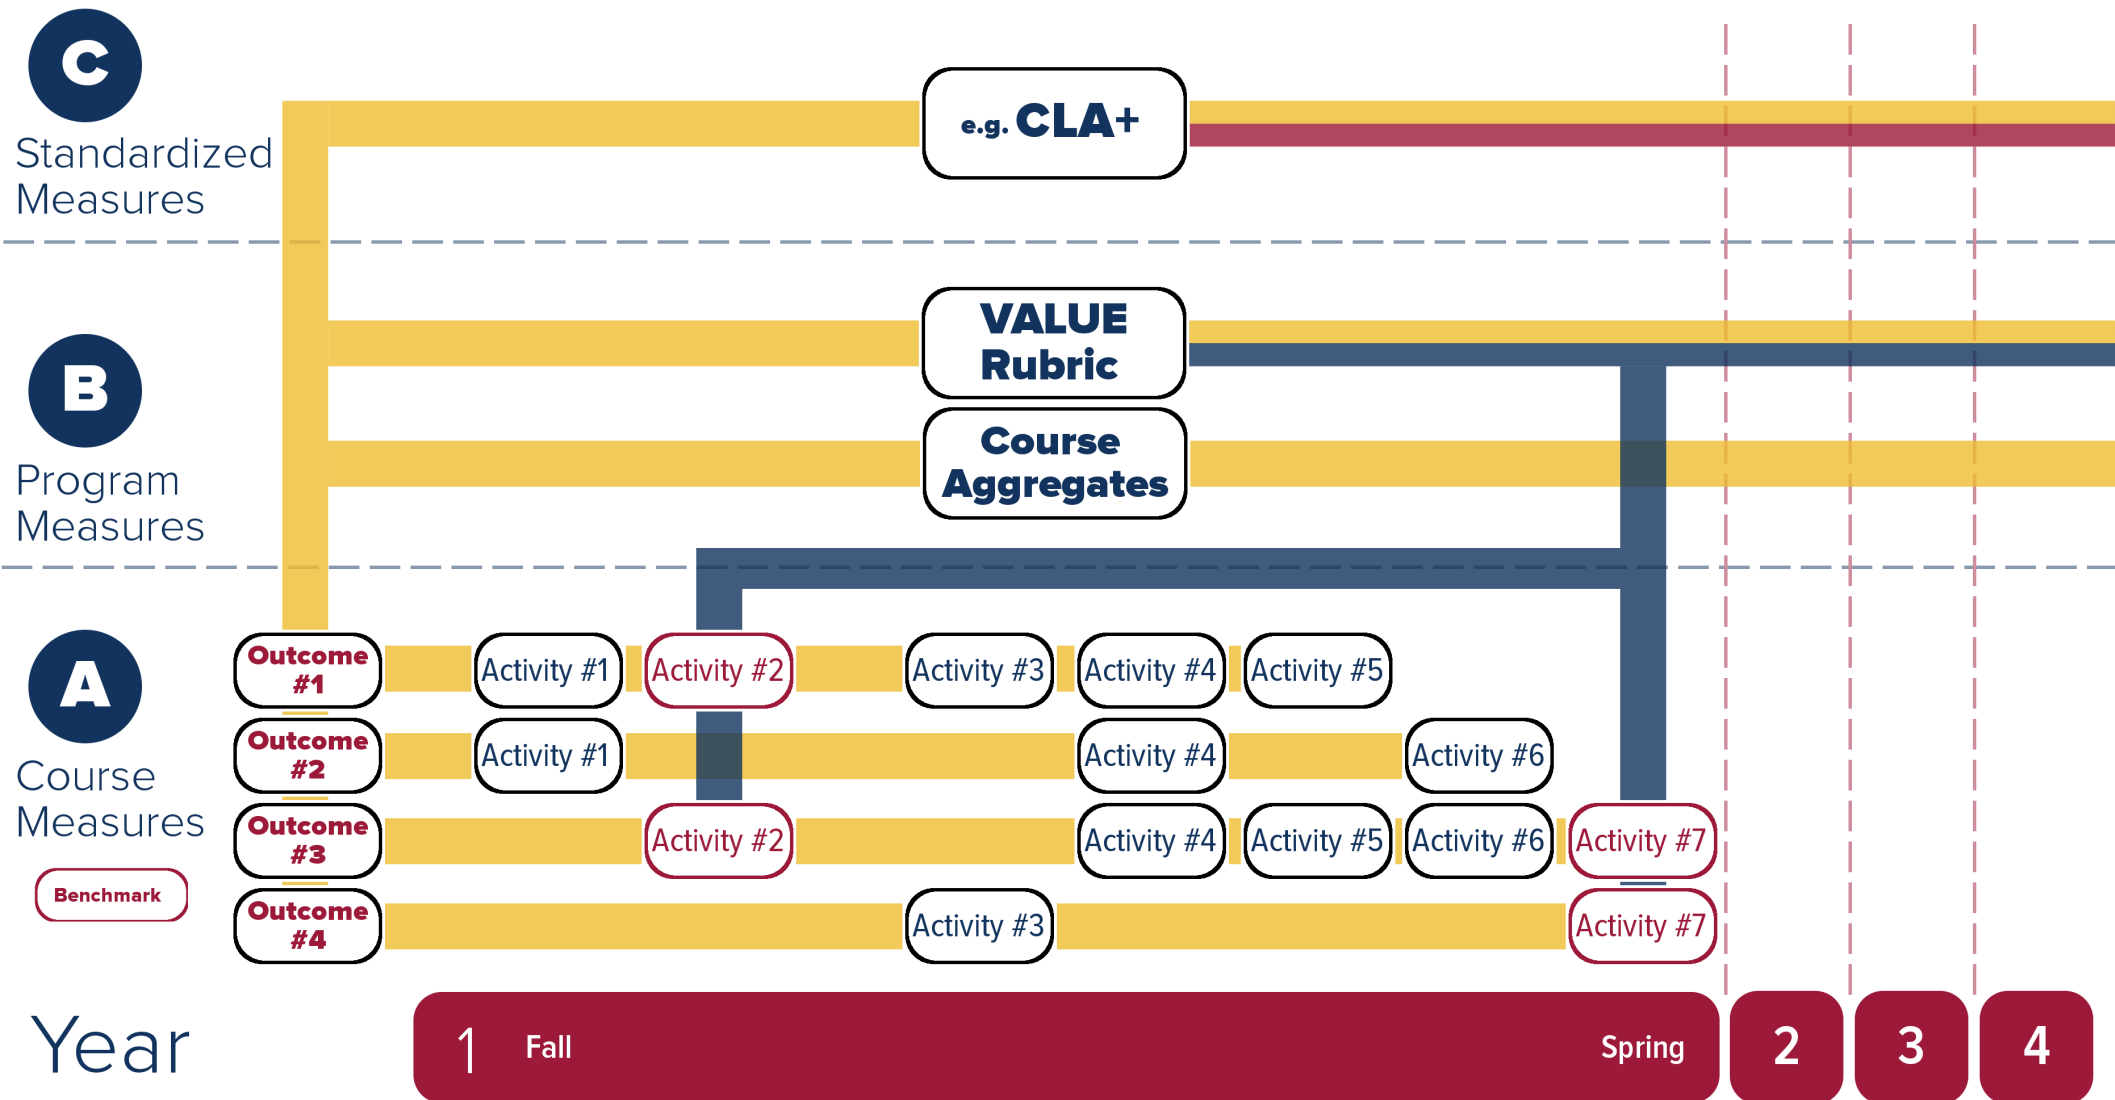 C
Standardized
Measures
e.g. CLA+
B
Program
Measures
VALUE
Rubric
Course
Aggregates
A
Course
Measures
Benchmark
Outcome
#1
Activity #1
Activity #2
Activity #3
Activity #4
Activity #5
Outcome
#2
Activity #1
Activity #4
Activity #6
Outcome
#3
Activity #2
Activity #4
Activity #5
Activity #6
Activity #7
Outcome
#4
Activity #3
Activity #7
Year
1 Fall Spring
2
3
4